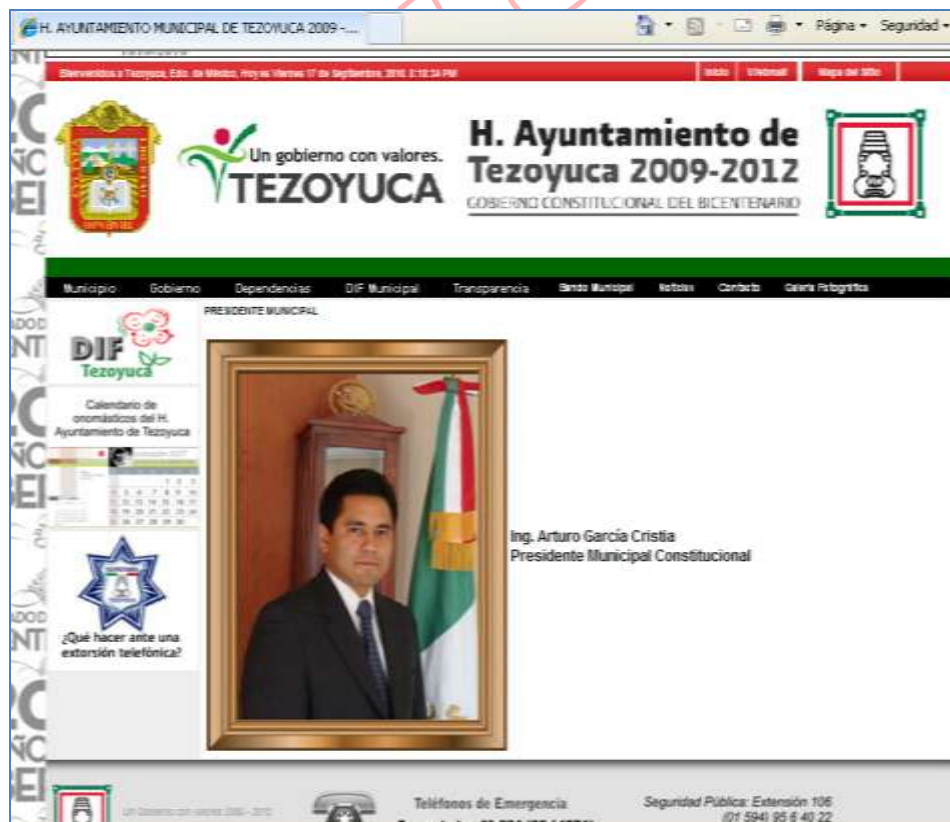 H. AYUNTAMIENTO MUNICIPAL DE TEZOYUCA 2009 -...
Página
Seguridad
Bienvenidos a Tezoyuca, Edo. de México, Hoy es Viernes 17 de Septiembre, 2010.
Inicio
Webmail
Mapa del Sitio
Un gobierno con valores.
TEZOYUCA
H. Ayuntamiento de
Tezoyuca 2009-2012
GOBIERNO CONSTITUCIONAL DEL BICENTENARIO
Municipio
Gobierno
Dependencias
DIF Municipal
Transparencia
Bando Municipal
Noticias
Contacto
Galería Fotográfica
PRESIDENTE MUNICIPAL
DIF
Tezoyuca
Calendario de
onomásticos del H.
Ayuntamiento de Tezoyuca
Ing. Arturo García Cristia
Presidente Municipal Constitucional
¿Qué hacer ante una
extorsión telefónica?
Teléfonos de Emergencia
Seguridad Pública: Extensión 106
(01 594) 95 6 40 22